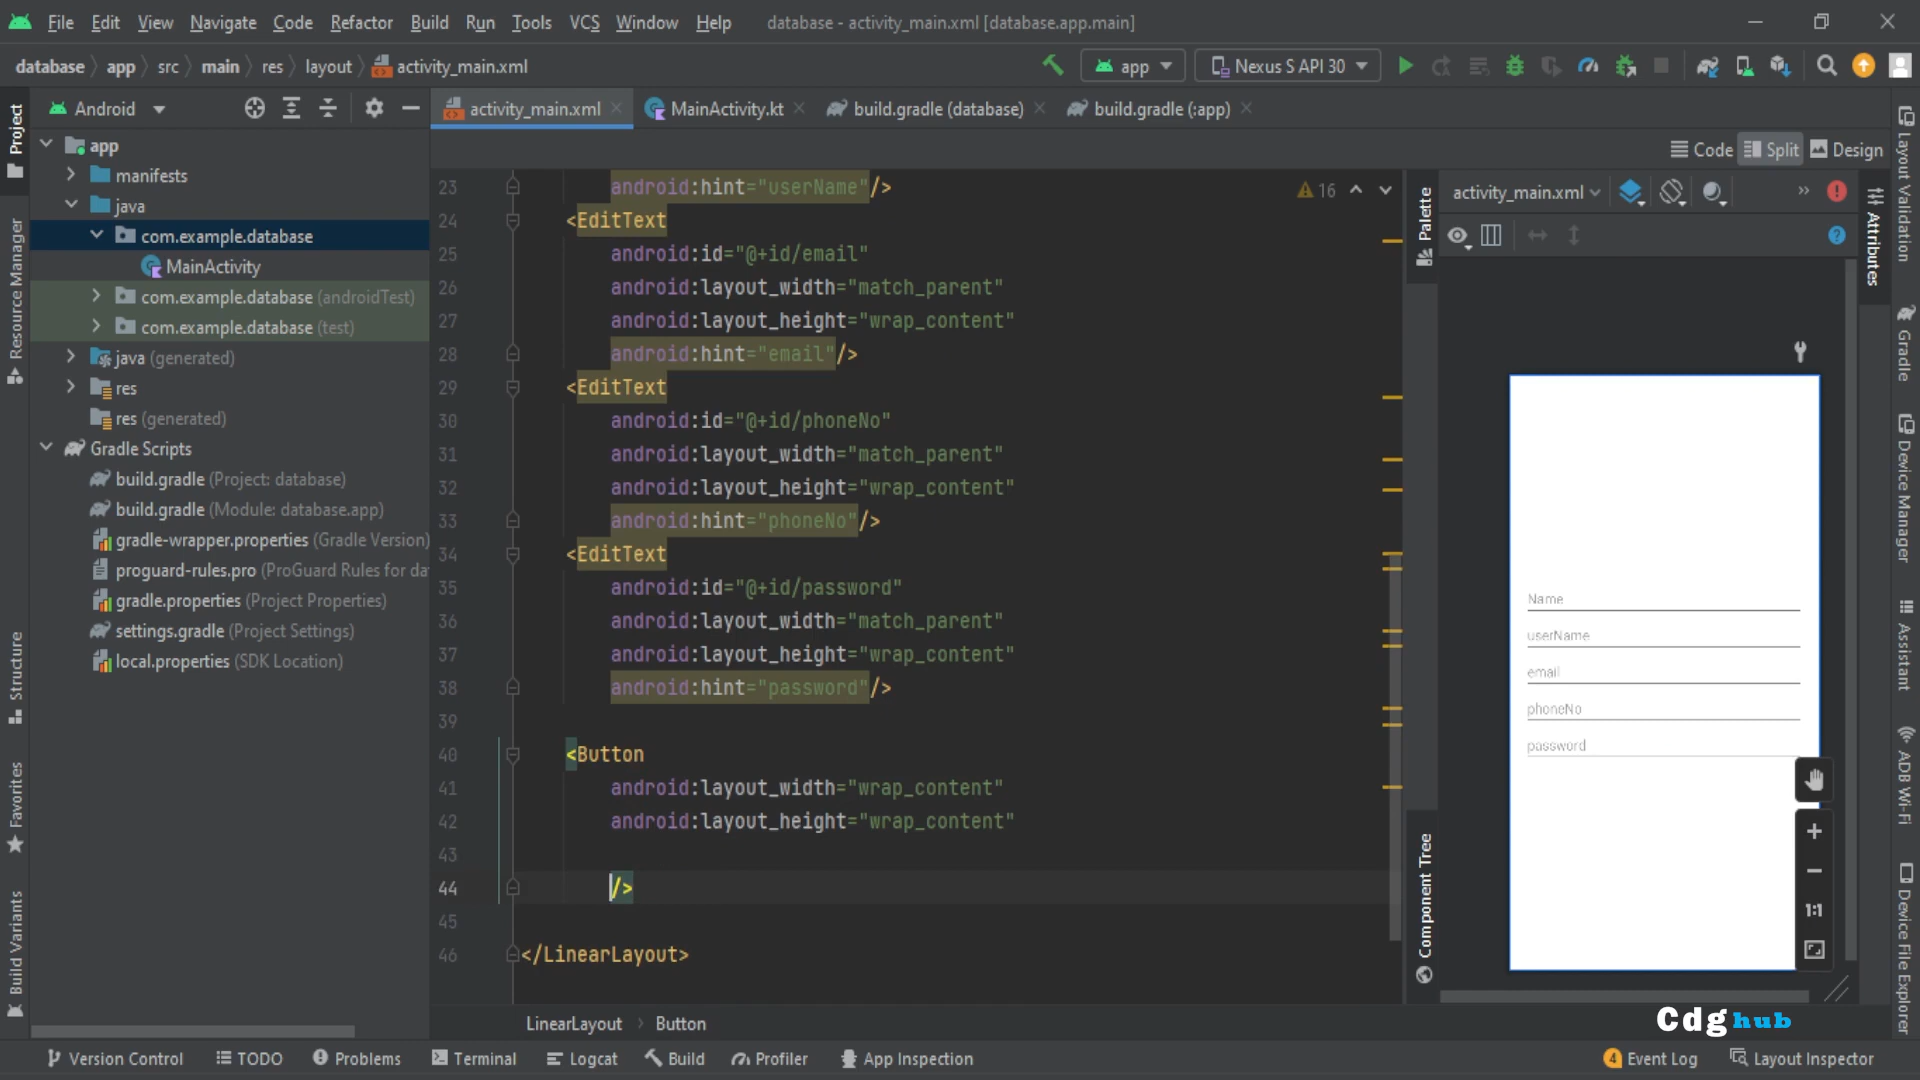 File Edit View Navigate Code Refactor Build Run Tools VCS Window Help database - activity_main.xml [database.app.main]
database app src main res layout activity_main.xml app Nexus S API 30
Project
Resource Manager
Structure
Favorites
Build Variants
Android
app
manifests
java
com.example.database
MainActivity
com.example.database (androidTest)
com.example.database (test)
java (generated)
res
res (generated)
Gradle Scripts
build.gradle (Project: database)
build.gradle (Module: database.app)
gradle-wrapper.properties (Gradle Version)
proguard-rules.pro (ProGuard Rules for da
gradle.properties (Project Properties)
settings.gradle (Project Settings)
local.properties (SDK Location)
activity_main.xml MainActivity.kt build.gradle (database) build.gradle (:app)
Code Split Design
16
23 android:hint="userName"/>
24 <EditText
25 android:id="@+id/email"
26 android:layout_width="match_parent"
27 android:layout_height="wrap_content"
28 android:hint="email"/>
29 <EditText
30 android:id="@+id/phoneNo"
31 android:layout_width="match_parent"
32 android:layout_height="wrap_content"
33 android:hint="phoneNo"/>
34 <EditText
35 android:id="@+id/password"
36 android:layout_width="match_parent"
37 android:layout_height="wrap_content"
38 android:hint="password"/>
39
40 <Button
41 android:layout_width="wrap_content"
42 android:layout_height="wrap_content"
43
44 />
45
46 </LinearLayout>
LinearLayout Button
Palette
Component Tree
activity_main.xml
Name
userName
email
phoneNo
password
1:1
Cdghub
Attributes
Layout Validation
Gradle
Device Manager
Assistant
ADB Wi-Fi
Device File Explorer
Version Control TODO Problems Terminal Logcat Build Profiler App Inspection 4 Event Log Layout Inspector